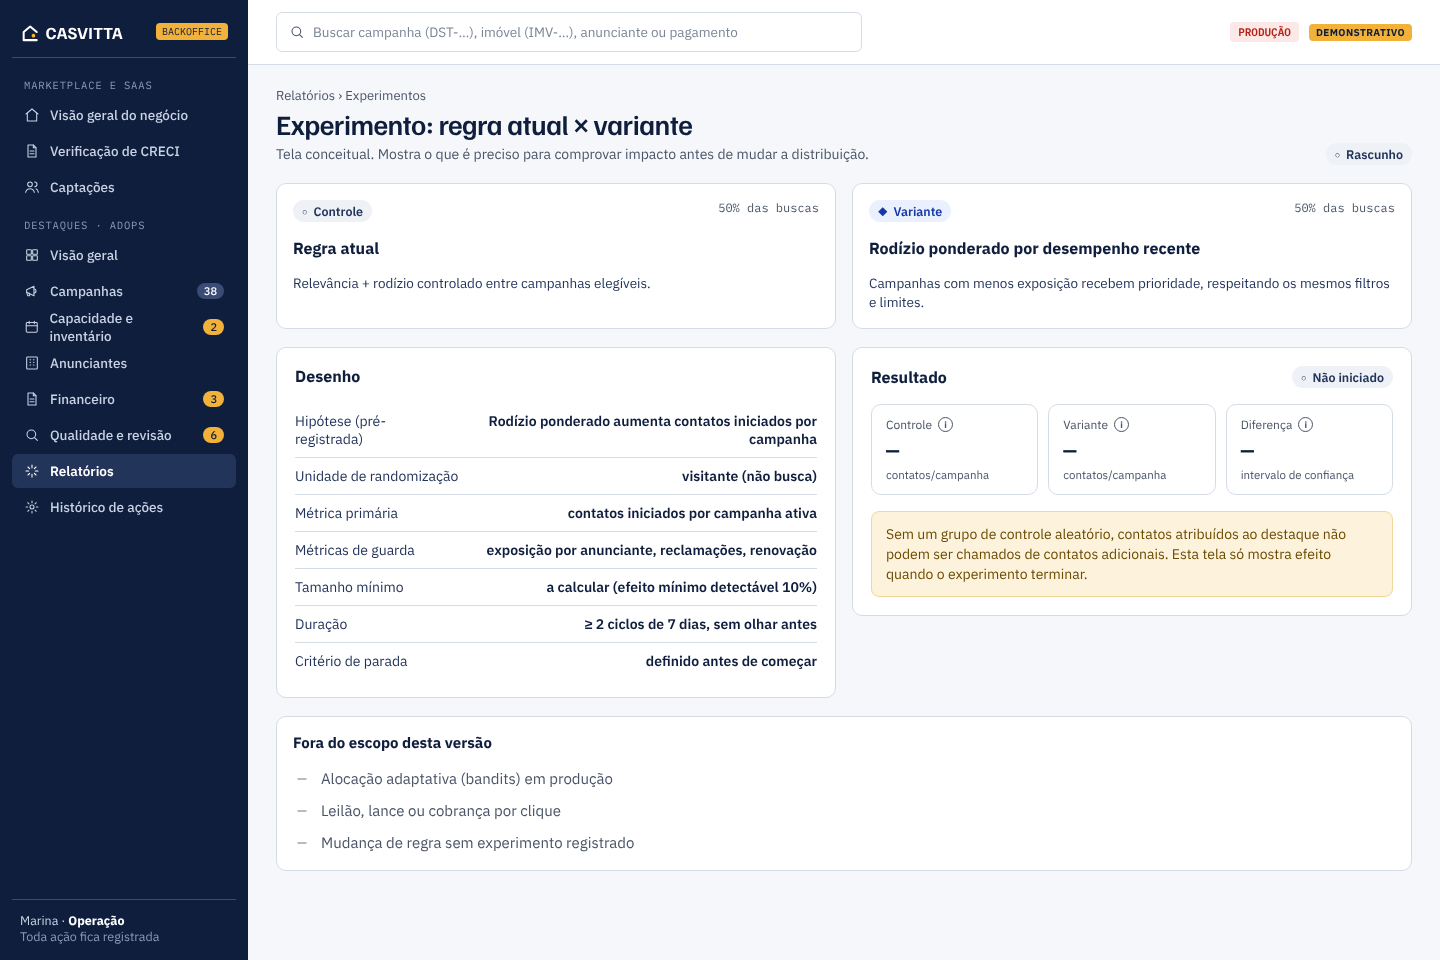 CASVITTA
BACKOFFICE
MARKETPLACE E SAAS
Visão geral do negócio
Verificação de CRECI
Captações
DESTAQUES · ADOPS
Visão geral
Campanhas 38
Capacidade e
inventário 2
Anunciantes
Financeiro 3
Qualidade e revisão 6
Relatórios
Histórico de ações
Marina · Operação
Toda ação fica registrada
Buscar campanha (DST-…), imóvel (IMV-…), anunciante ou pagamento
PRODUÇÃO
DEMONSTRATIVO
Relatórios › Experimentos
Experimento: regra atual × variante
Tela conceitual. Mostra o que é preciso para comprovar impacto antes de mudar a distribuição.
Rascunho
Controle
50% das buscas
Regra atual
Relevância + rodízio controlado entre campanhas elegíveis.
Variante
50% das buscas
Rodízio ponderado por desempenho recente
Campanhas com menos exposição recebem prioridade, respeitando os mesmos filtros
e limites.
Desenho
Hipótese (pré-
registrada)
Rodízio ponderado aumenta contatos iniciados por
campanha
Unidade de randomização visitante (não busca)
Métrica primária contatos iniciados por campanha ativa
Métricas de guarda exposição por anunciante, reclamações, renovação
Tamanho mínimo a calcular (efeito mínimo detectável 10%)
Duração ≥ 2 ciclos de 7 dias, sem olhar antes
Critério de parada definido antes de começar
Resultado
Não iniciado
Controle i
—
contatos/campanha
Variante i
—
contatos/campanha
Diferença i
—
intervalo de confiança
Sem um grupo de controle aleatório, contatos atribuídos ao destaque não
podem ser chamados de contatos adicionais. Esta tela só mostra efeito
quando o experimento terminar.
Fora do escopo desta versão
— Alocação adaptativa (bandits) em produção
— Leilão, lance ou cobrança por clique
— Mudança de regra sem experimento registrado